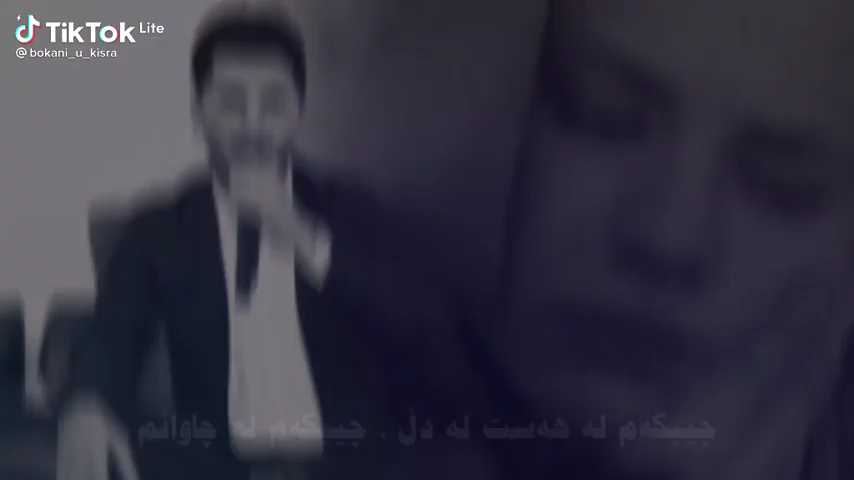 TikTok Lite
@bokani_u_kisra
چیبکەم لە هەست لە دڵ . چیبکەم لە چاوانم